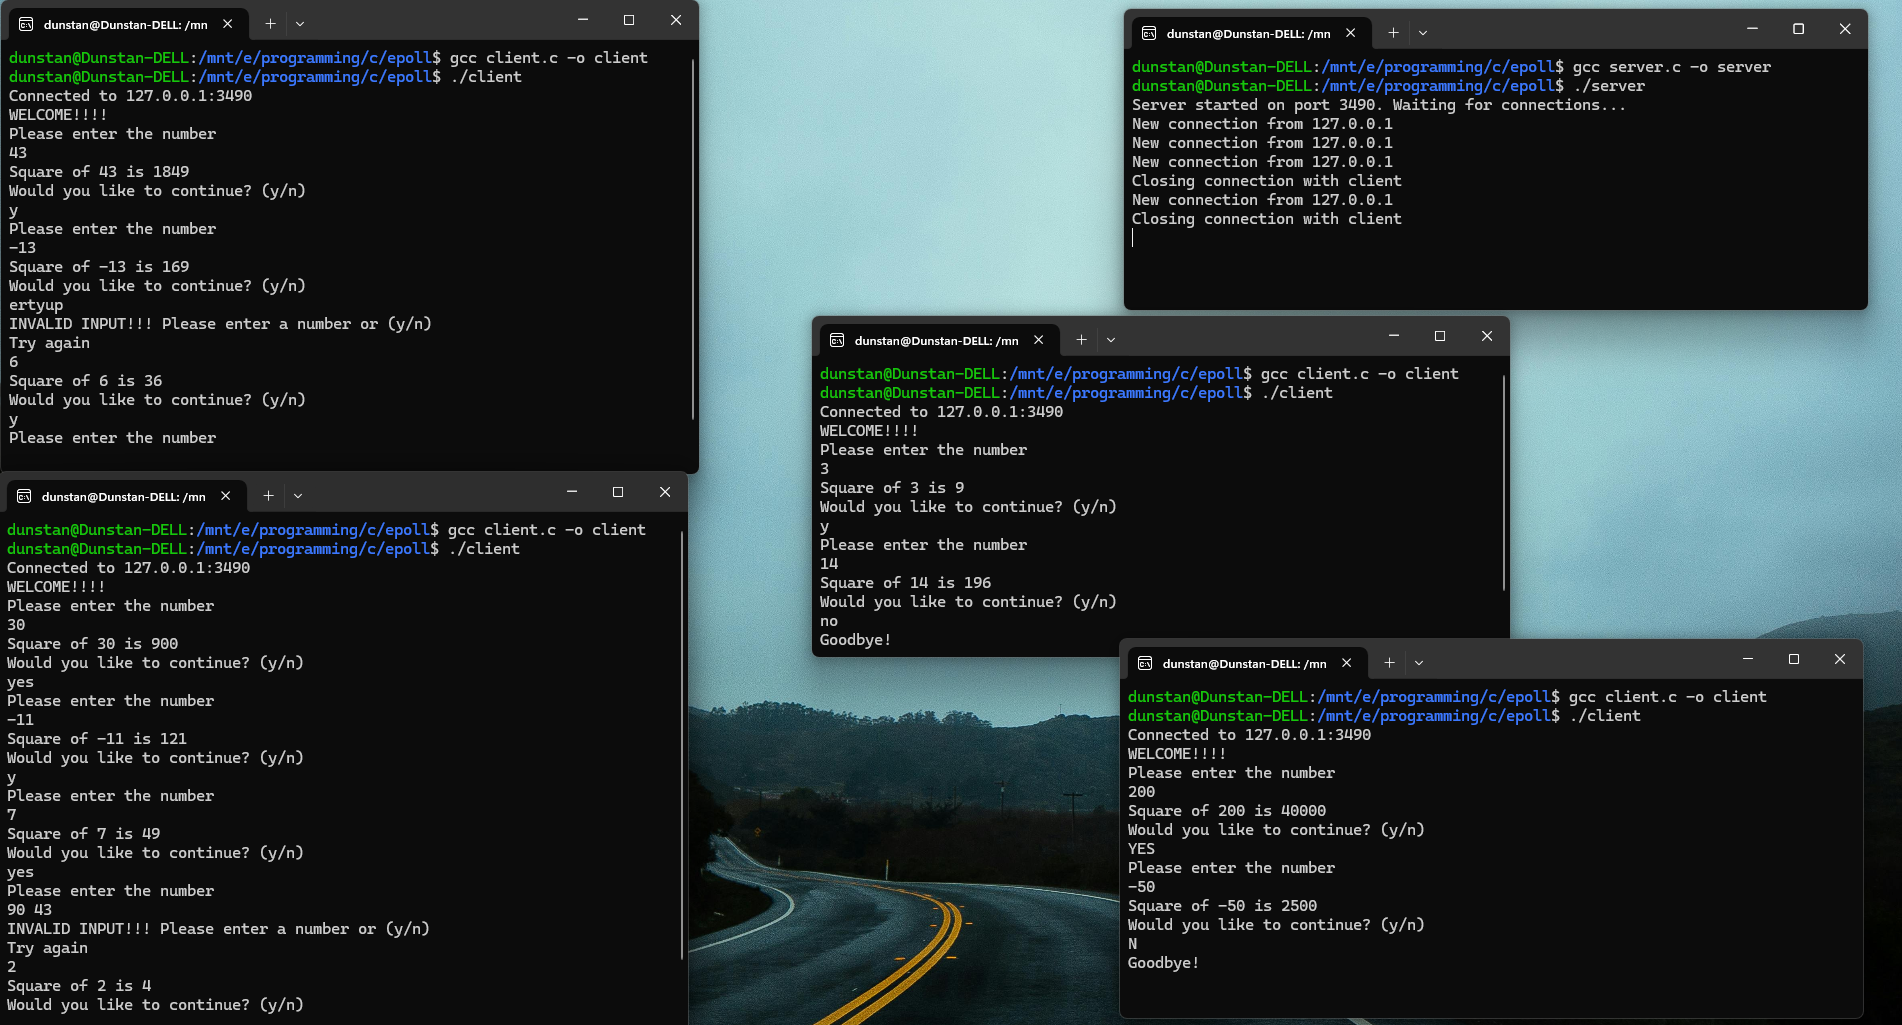 dunstan@Dunstan-DELL: /mn
dunstan@Dunstan-DELL:/mnt/e/programming/c/epoll$ gcc client.c -o client
dunstan@Dunstan-DELL:/mnt/e/programming/c/epoll$ ./client
Connected to 127.0.0.1:3490
WELCOME!!!!
Please enter the number
43
Square of 43 is 1849
Would you like to continue? (y/n)
y
Please enter the number
-13
Square of -13 is 169
Would you like to continue? (y/n)
ertyup
INVALID INPUT!!! Please enter a number or (y/n)
Try again
6
Square of 6 is 36
Would you like to continue? (y/n)
y
Please enter the number
dunstan@Dunstan-DELL: /mn
dunstan@Dunstan-DELL:/mnt/e/programming/c/epoll$ gcc server.c -o server
dunstan@Dunstan-DELL:/mnt/e/programming/c/epoll$ ./server
Server started on port 3490. Waiting for connections...
New connection from 127.0.0.1
New connection from 127.0.0.1
New connection from 127.0.0.1
Closing connection with client
New connection from 127.0.0.1
Closing connection with client
dunstan@Dunstan-DELL: /mn
dunstan@Dunstan-DELL:/mnt/e/programming/c/epoll$ gcc client.c -o client
dunstan@Dunstan-DELL:/mnt/e/programming/c/epoll$ ./client
Connected to 127.0.0.1:3490
WELCOME!!!!
Please enter the number
3
Square of 3 is 9
Would you like to continue? (y/n)
y
Please enter the number
14
Square of 14 is 196
Would you like to continue? (y/n)
no
Goodbye!
dunstan@Dunstan-DELL: /mn
dunstan@Dunstan-DELL:/mnt/e/programming/c/epoll$ gcc client.c -o client
dunstan@Dunstan-DELL:/mnt/e/programming/c/epoll$ ./client
Connected to 127.0.0.1:3490
WELCOME!!!!
Please enter the number
30
Square of 30 is 900
Would you like to continue? (y/n)
yes
Please enter the number
-11
Square of -11 is 121
Would you like to continue? (y/n)
y
Please enter the number
7
Square of 7 is 49
Would you like to continue? (y/n)
yes
Please enter the number
90 43
INVALID INPUT!!! Please enter a number or (y/n)
Try again
2
Square of 2 is 4
Would you like to continue? (y/n)
dunstan@Dunstan-DELL: /mn
dunstan@Dunstan-DELL:/mnt/e/programming/c/epoll$ gcc client.c -o client
dunstan@Dunstan-DELL:/mnt/e/programming/c/epoll$ ./client
Connected to 127.0.0.1:3490
WELCOME!!!!
Please enter the number
200
Square of 200 is 40000
Would you like to continue? (y/n)
YES
Please enter the number
-50
Square of -50 is 2500
Would you like to continue? (y/n)
N
Goodbye!